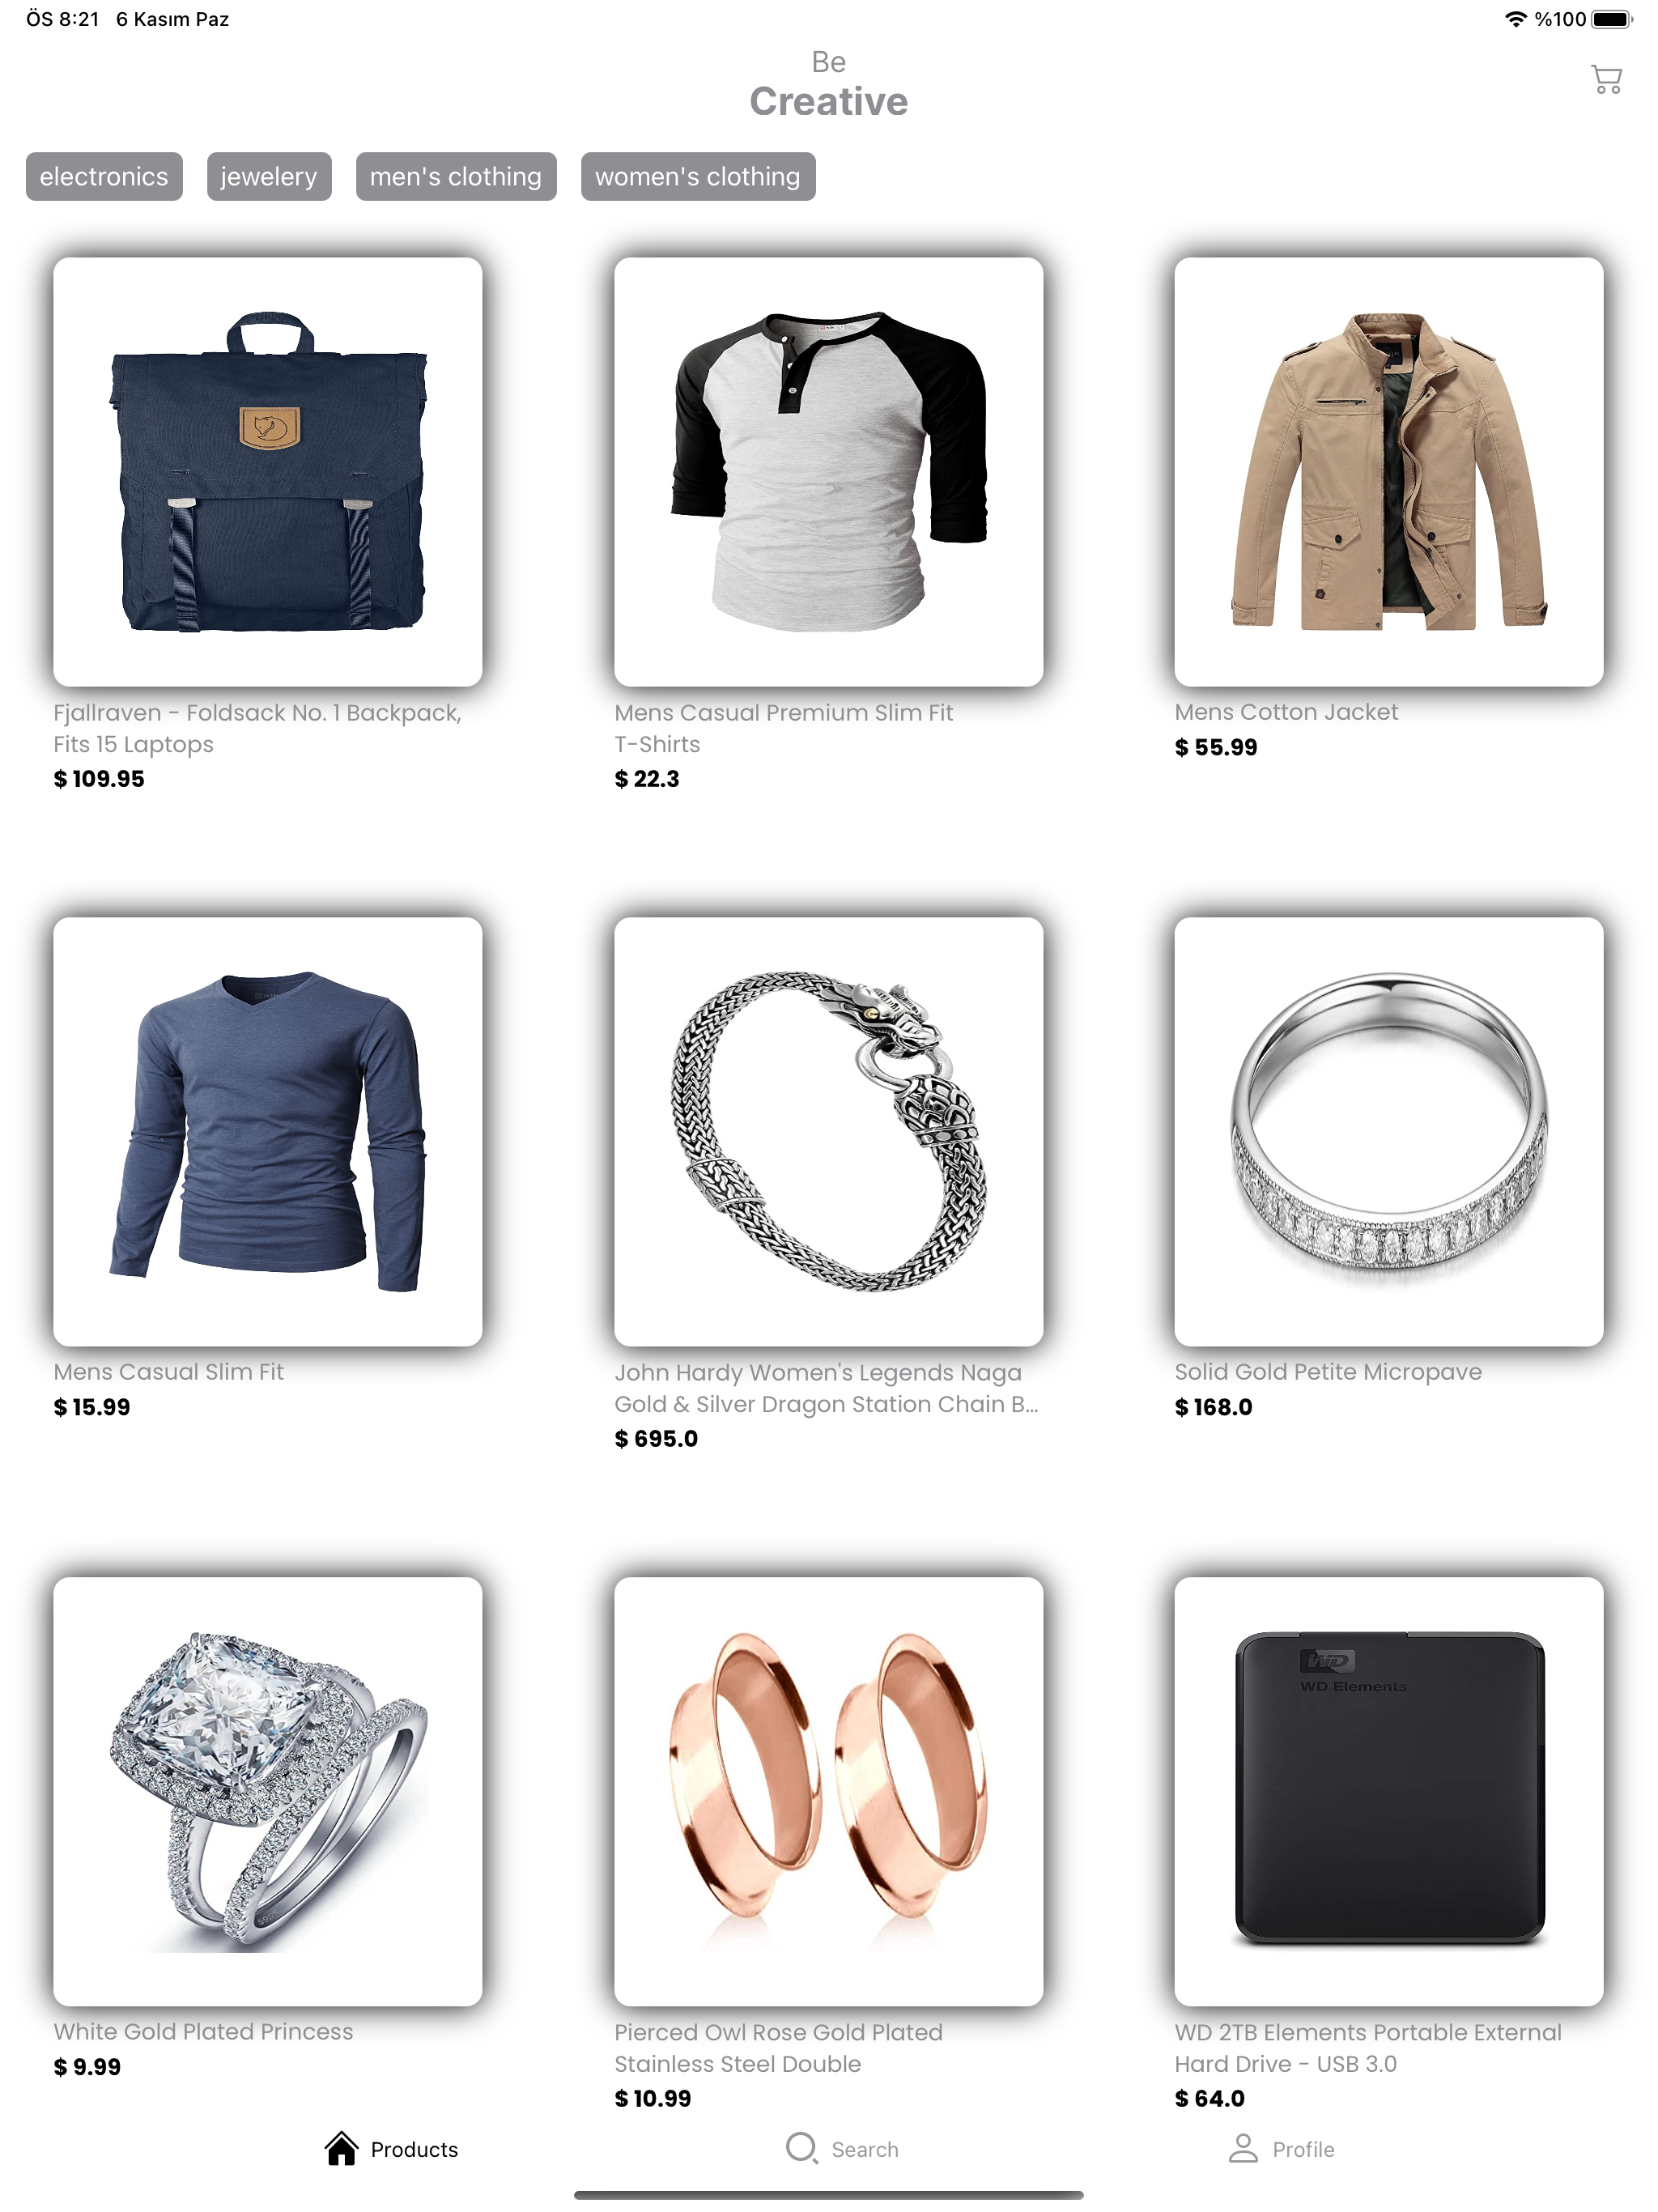 ÖS 8:21 6 Kasım Paz %100
Be
Creative
electronics jewelery men's clothing women's clothing
Fjallraven - Foldsack No. 1 Backpack,
Fits 15 Laptops
$ 109.95
Mens Casual Premium Slim Fit
T-Shirts
$ 22.3
Mens Cotton Jacket
$ 55.99
Mens Casual Slim Fit
$ 15.99
John Hardy Women's Legends Naga
Gold & Silver Dragon Station Chain B...
$ 695.0
Solid Gold Petite Micropave
$ 168.0
White Gold Plated Princess
$ 9.99
Pierced Owl Rose Gold Plated
Stainless Steel Double
$ 10.99
WD
WD Elements
WD 2TB Elements Portable External
Hard Drive - USB 3.0
$ 64.0
Products Search Profile